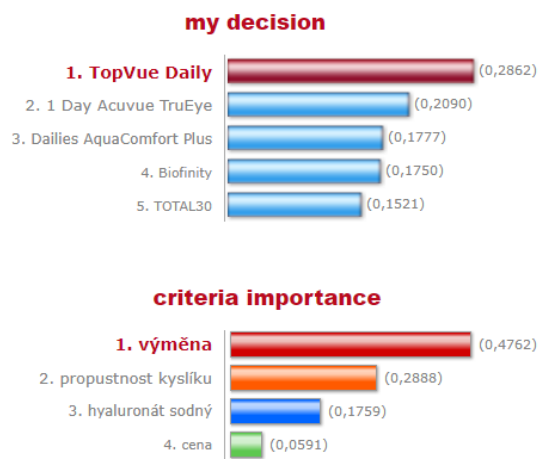 my decision
1. TopVue Daily (0,2862)
2. 1 Day Acuvue TruEye (0,2090)
3. Dailies AquaComfort Plus (0,1777)
4. Biofinity (0,1750)
5. TOTAL30 (0,1521)
criteria importance
1. výměna (0,4762)
2. propustnost kyslíku (0,2888)
3. hyaluronát sodný (0,1759)
4. cena (0,0591)